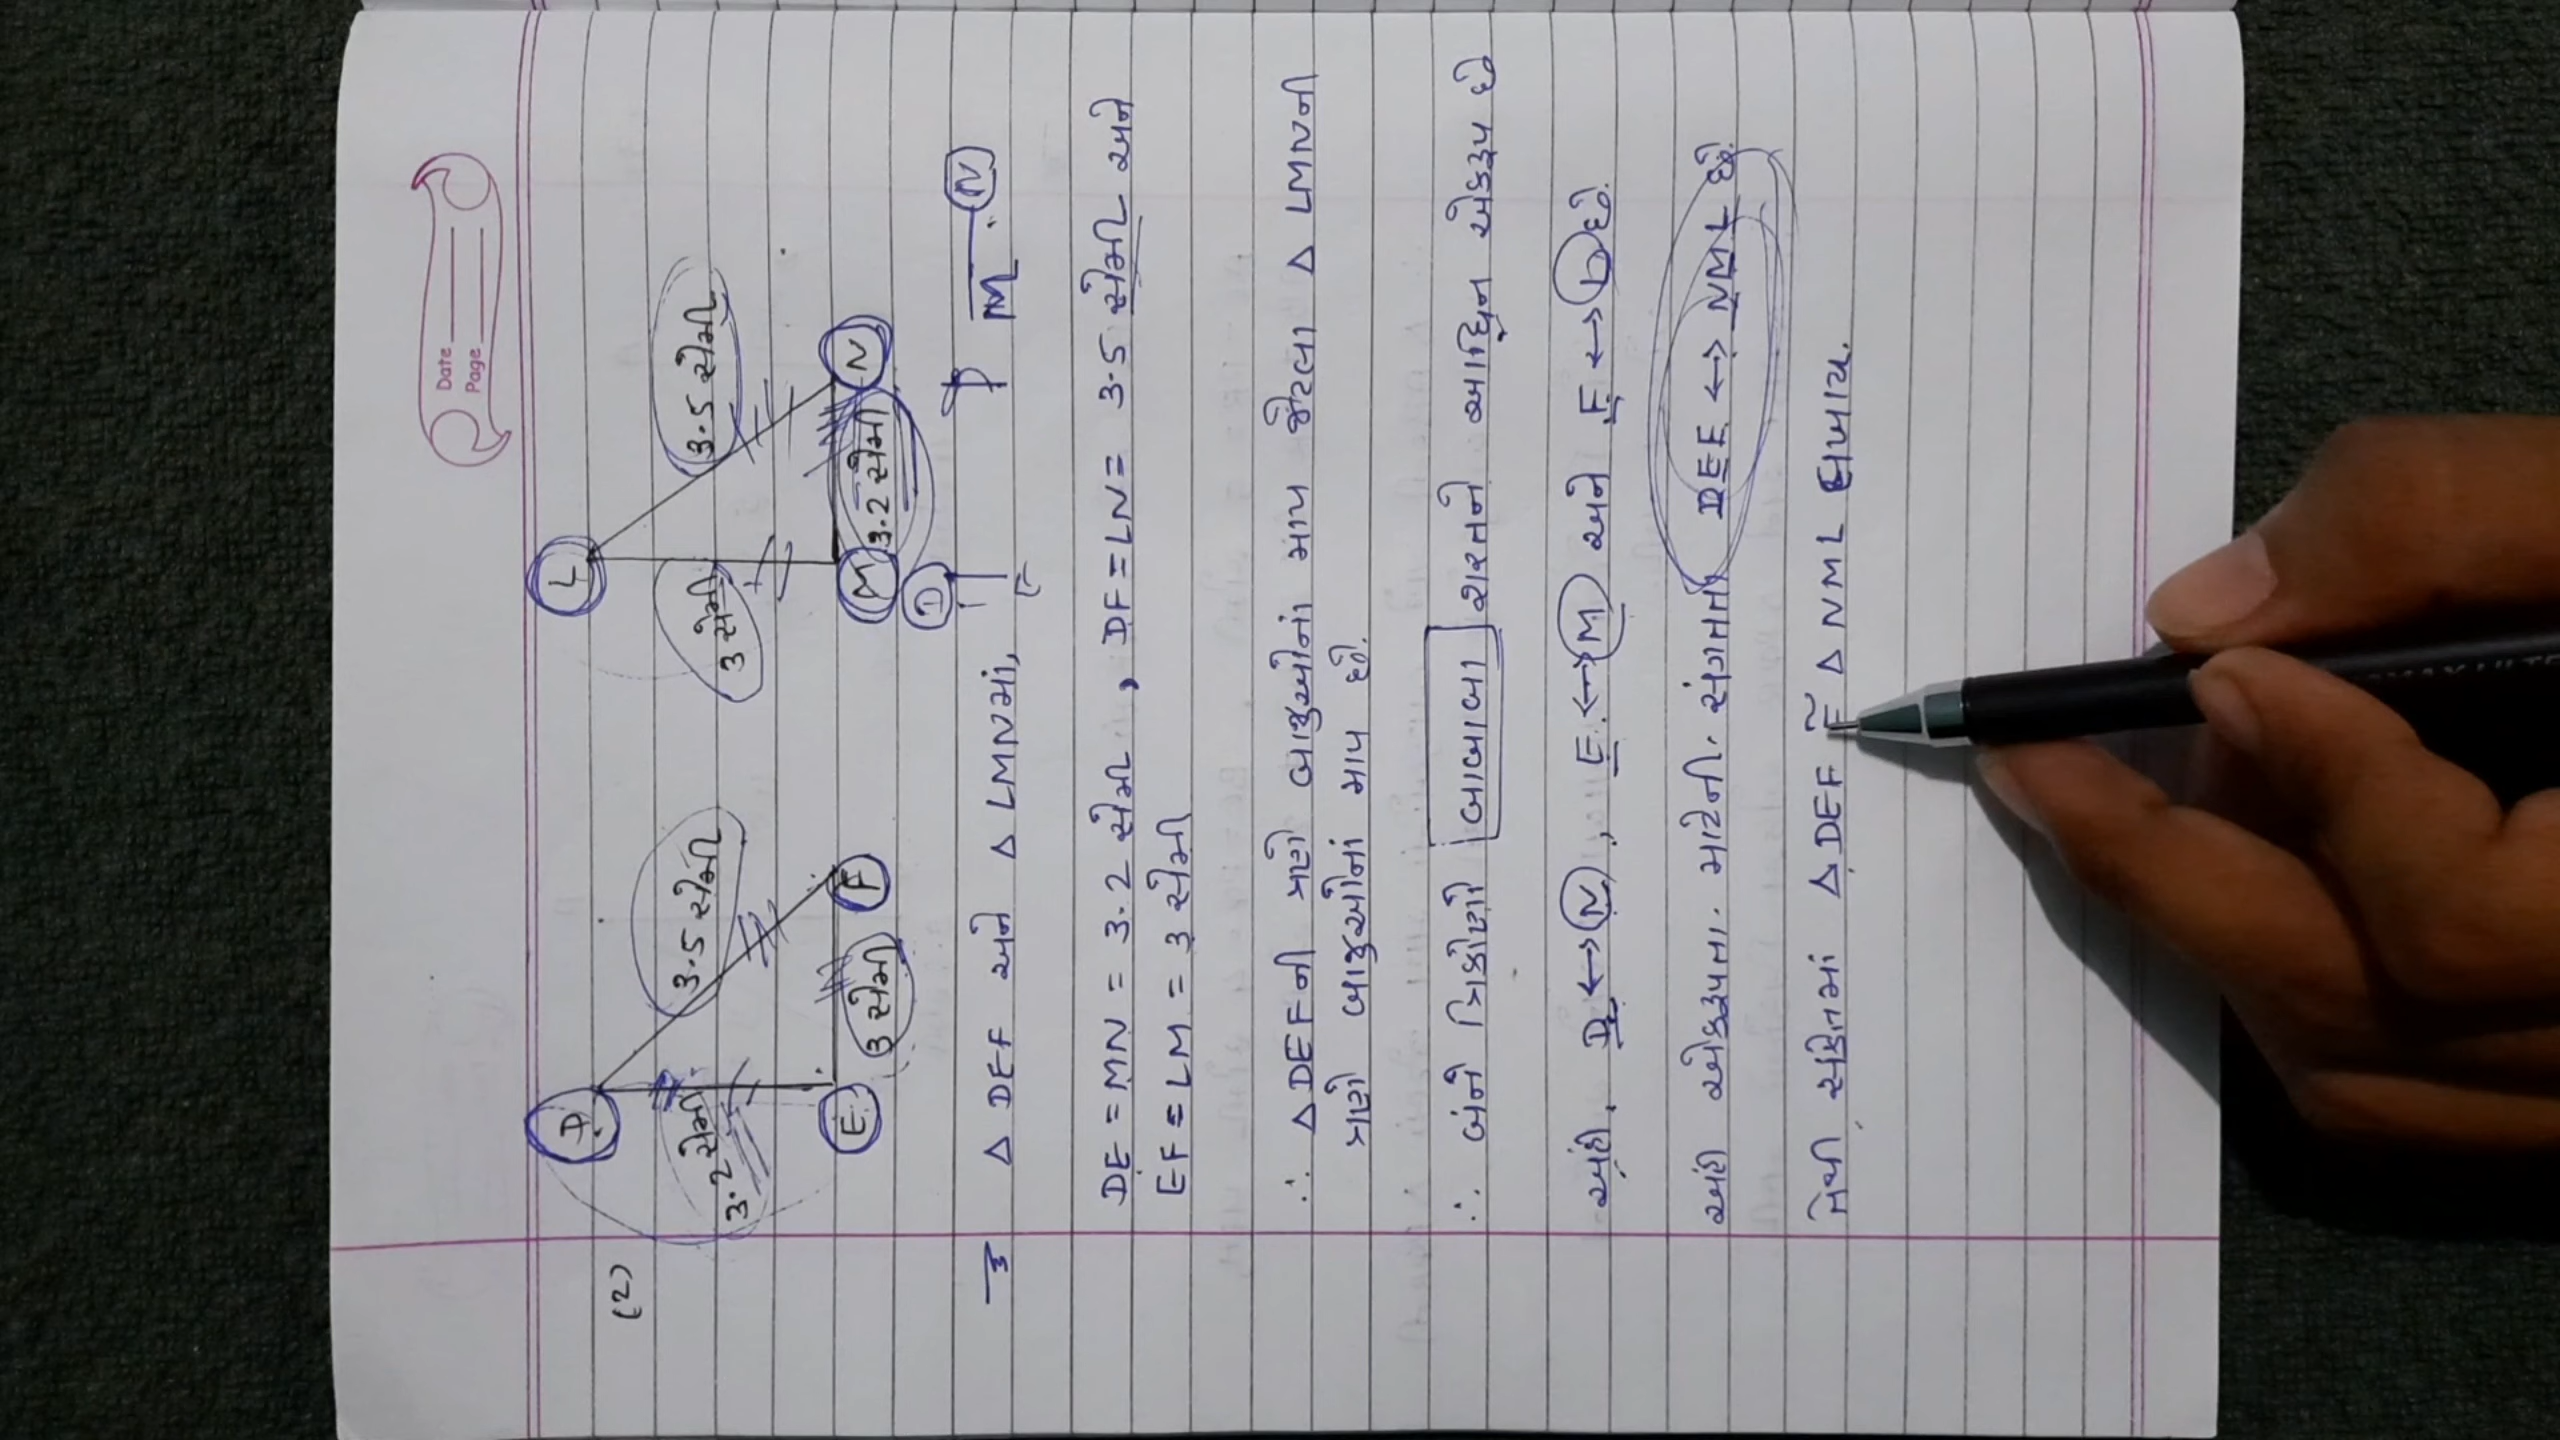 Date
Page
(2)
D
3.2 સેમી
3.5 સેમી
E
3 સેમી
F
L
3 સેમી
3.5 સેમી
M
3.2 સેમી
N
D
M
N
→ △ DEF અને △ LMNમાં,
DE = MN = 3.2 સેમી, DF = LN = 3.5 સેમી અને
EF = LM = 3 સેમી
∴ △ DEF ની ત્રણે બાજુઓનાં માપ જેટલા △ LMNની
ત્રણે બાજુઓનાં માપ છે.
∴ બંને ત્રિકોણો બાબાબા શરતને આધિન એકરૂપ છે
અહીં, D ↔ N, E ↔ M અને F ↔ L છે.
અહીં એકરૂપતા માટેની સંગતતા DEF ↔ NML છે.
તેથી સંકેતમાં △ DEF ≅ △ NML લખાય.